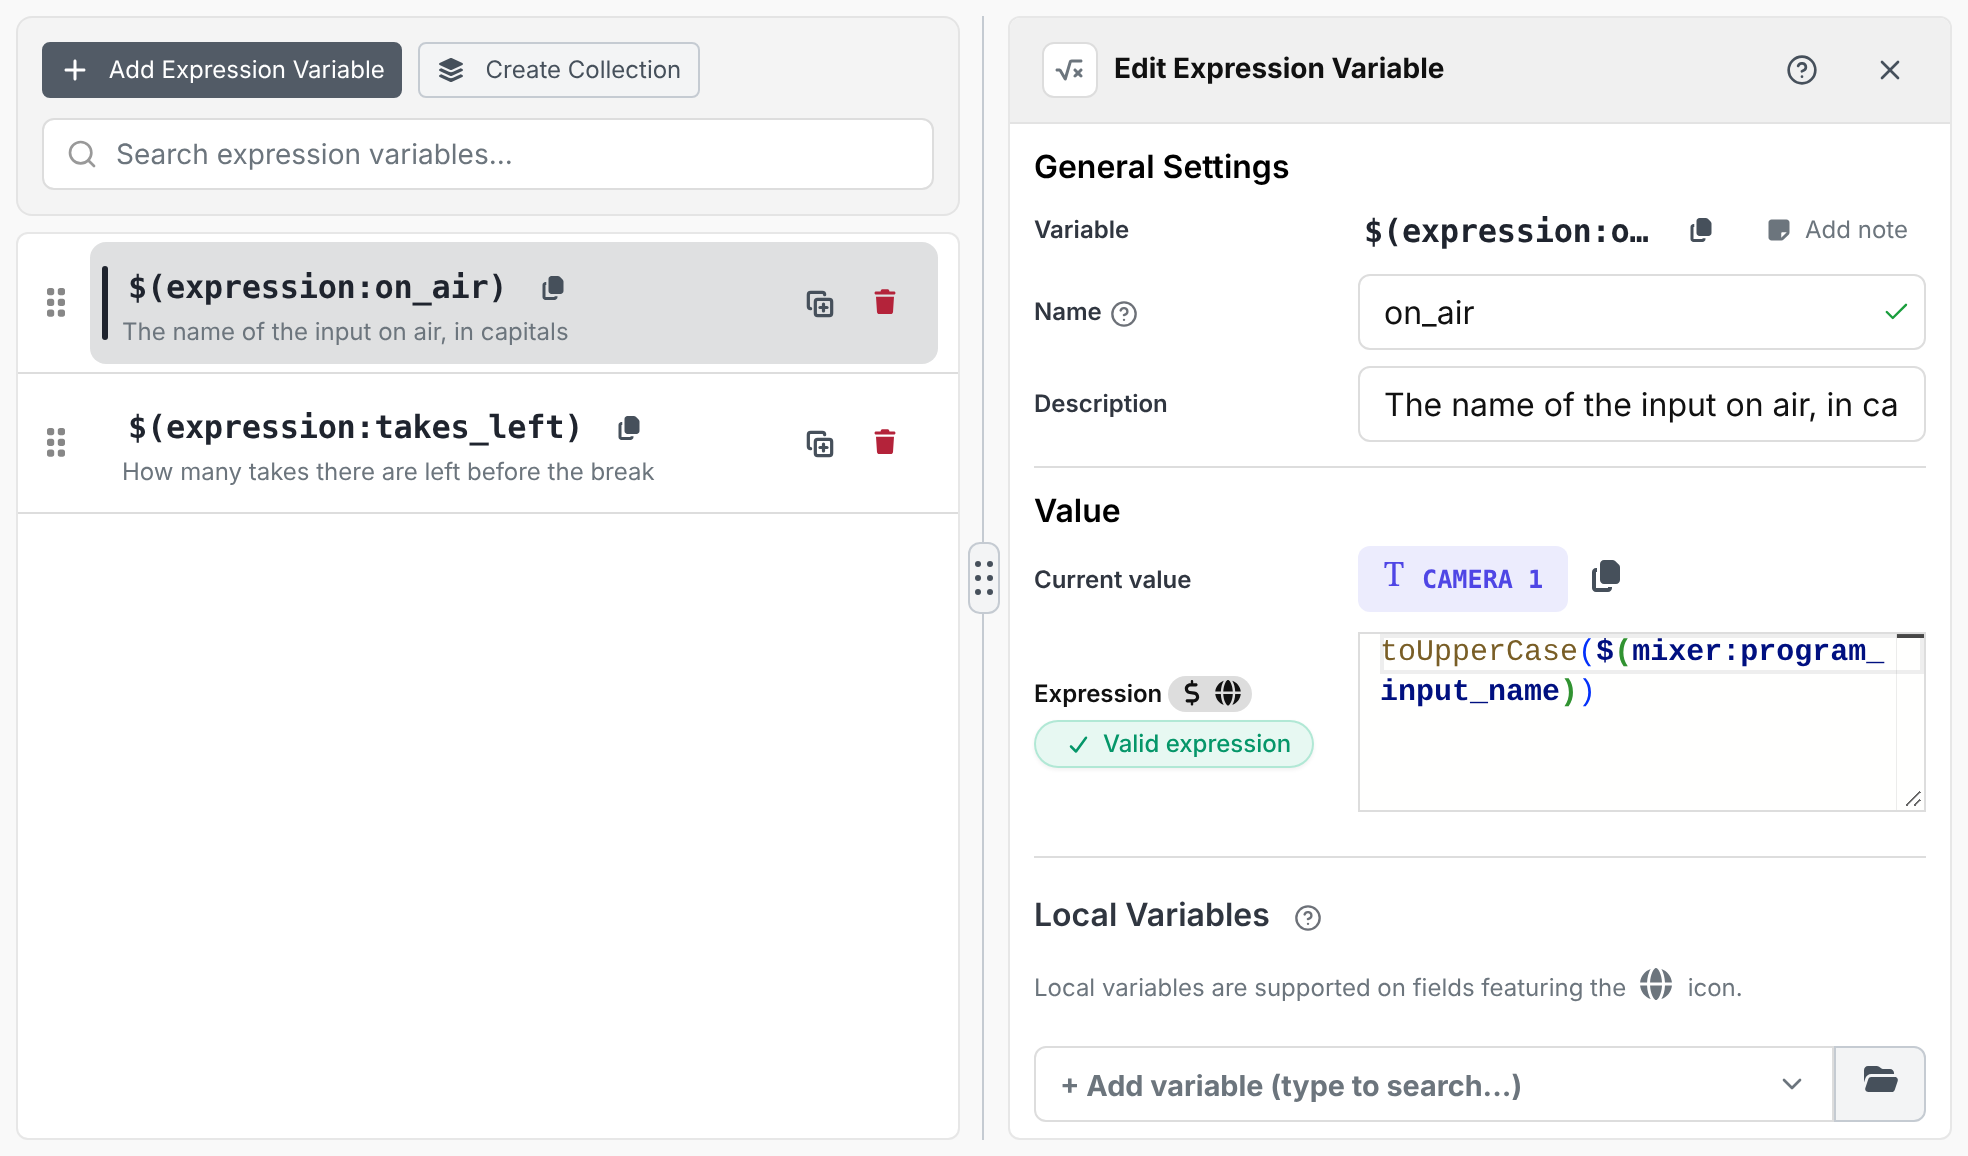 Add Expression Variable
Create Collection
Search expression variables...
$(expression:on_air)
The name of the input on air, in capitals
$(expression:takes_left)
How many takes there are left before the break
Edit Expression Variable
General Settings
Variable
$(expression:o…
Add note
Name
on_air
Description
The name of the input on air, in ca
Value
Current value
T CAMERA 1
Expression $
Valid expression
toUpperCase($(mixer:program_
input_name))
Local Variables
Local variables are supported on fields featuring the icon.
+ Add variable (type to search...)